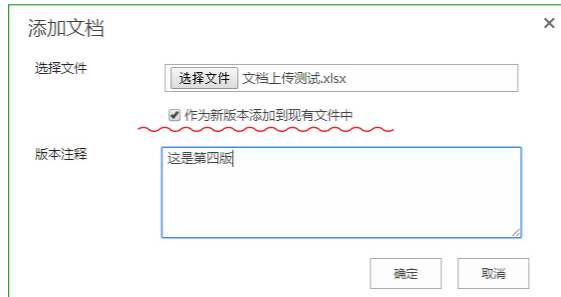 添加文档
选择文件 选择文件 文档上传测试.xlsx
作为新版本添加到现有文件中
版本注释 这是第四版
确定 取消